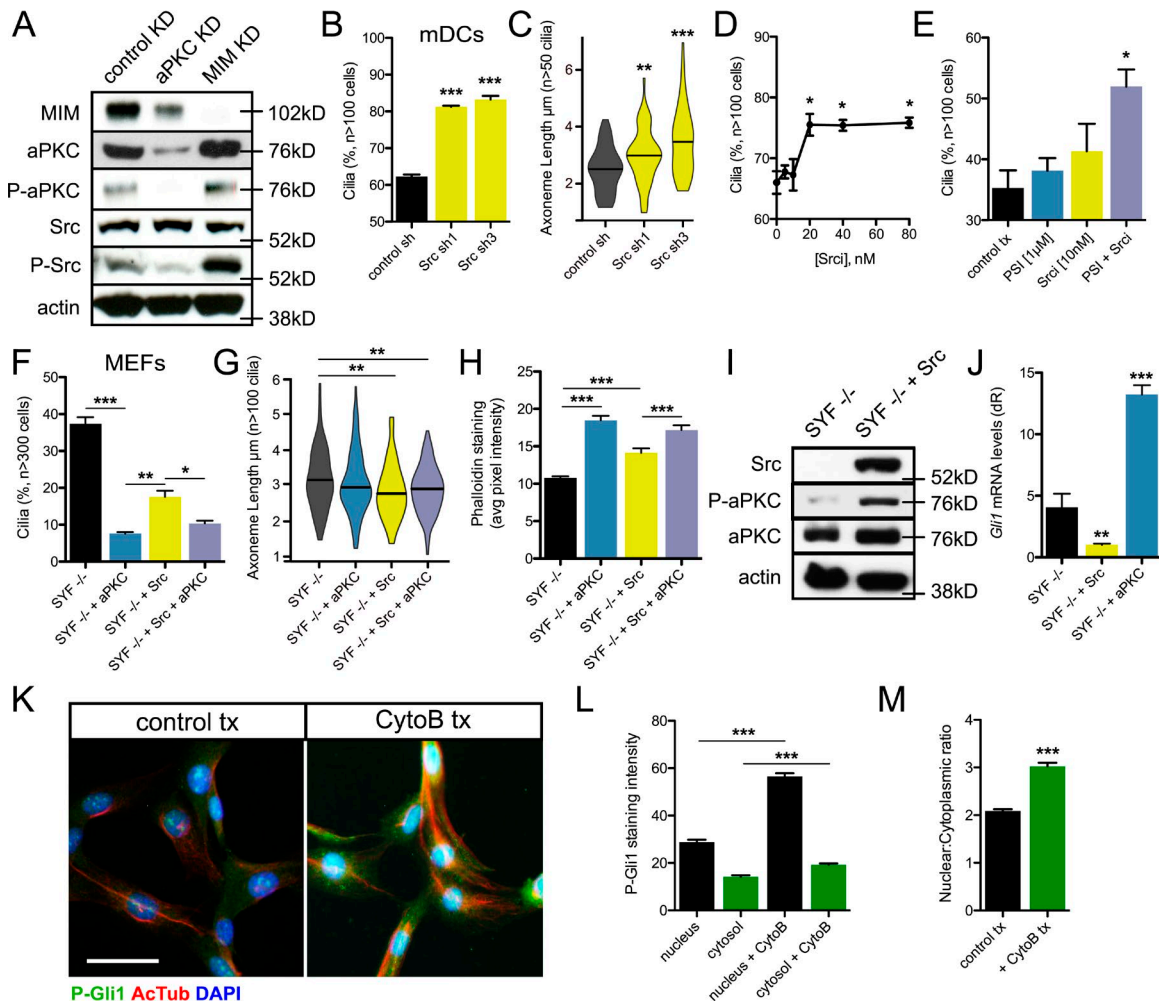 A
control KD
aPKC KD
MIM KD
MIM
102kD
aPKC
76kD
P-aPKC
76kD
Src
52kD
P-Src
52kD
actin
38kD
B
mDCs
Cilia (%, n>100 cells)
100
90
80
70
60
50
***
***
control sh
Src sh1
Src sh3
C
Axoneme Length µm (n>50 cilia)
6
4
2
**
***
control sh
Src sh1
Src sh3
D
Cilia (%, n>100 cells)
90
80
70
60
*
*
*
0
20
40
60
80
[Srci], nM
E
Cilia (%, n>100 cells)
60
50
40
30
*
control tx
PSI [1µM]
Srci [10nM]
PSI + Srci
F
MEFs
Cilia (%, n>300 cells)
50
40
30
20
10
0
***
**
*
SYF -/-
SYF -/- + aPKC
SYF -/- + Src
SYF -/- + Src + aPKC
G
Axoneme Length µm (n>100 cilia)
6
5
4
3
2
1
**
**
SYF -/-
SYF -/- + aPKC
SYF -/- + Src
SYF -/- + Src + aPKC
H
Phalloidin staining
(avg pixel intensity)
25
20
15
10
5
0
***
***
***
SYF -/-
SYF -/- + aPKC
SYF -/- + Src
SYF -/- + Src + aPKC
I
SYF -/-
SYF -/- + Src
Src
52kD
P-aPKC
76kD
aPKC
76kD
actin
38kD
J
Gli1 mRNA levels (dR)
15
10
5
0
**
***
SYF -/-
SYF -/- + Src
SYF -/- + aPKC
K
control tx
CytoB tx
P-Gli1 AcTub DAPI
L
P-Gli1 staining intensity
80
60
40
20
0
***
***
nucleus
cytosol
nucleus + CytoB
cytosol + CytoB
M
Nuclear:Cytoplasmic ratio
4
3
2
1
0
***
control tx
+ CytoB tx